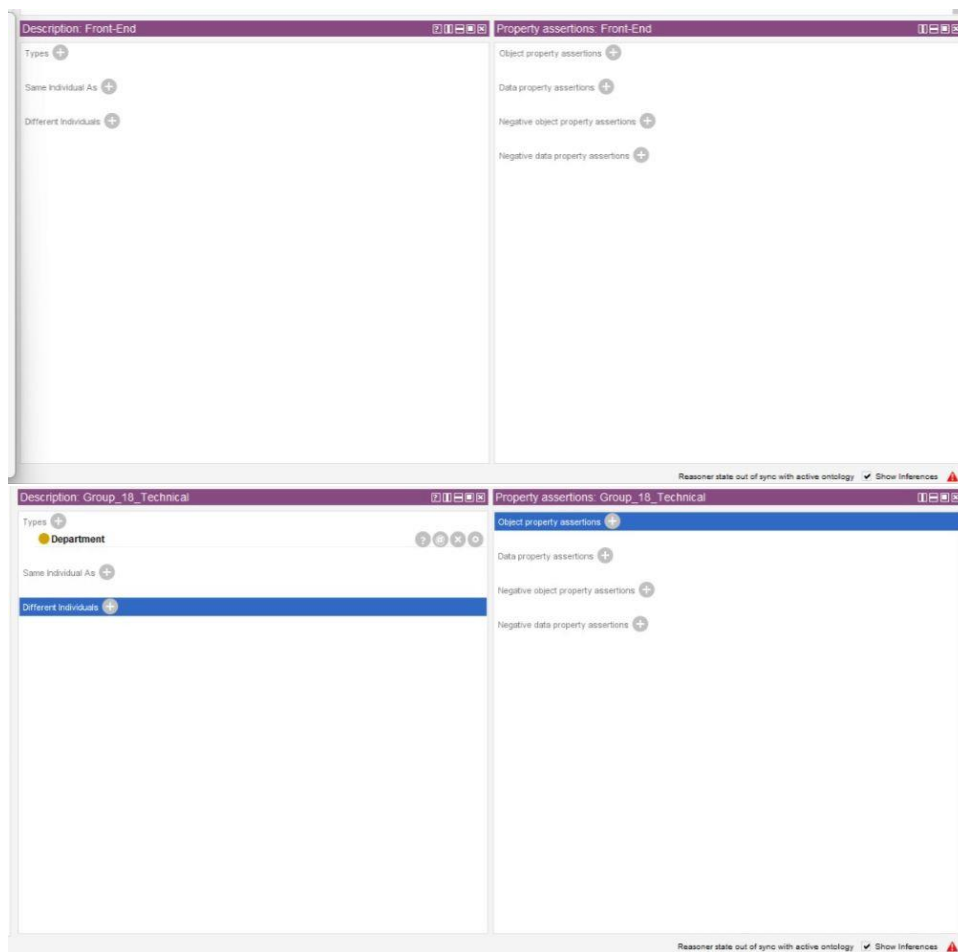 Description: Front-End
Property assertions: Front-End
Types
Object property assertions
Same Individual As
Data property assertions
Different Individuals
Negative object property assertions
Negative data property assertions
Reasoner state out of sync with active ontology Show Inferences
Description: Group_18_Technical
Property assertions: Group_18_Technical
Types
Object property assertions
Department
Data property assertions
Same Individual As
Negative object property assertions
Different Individuals
Negative data property assertions
Reasoner state out of sync with active ontology Show Inferences